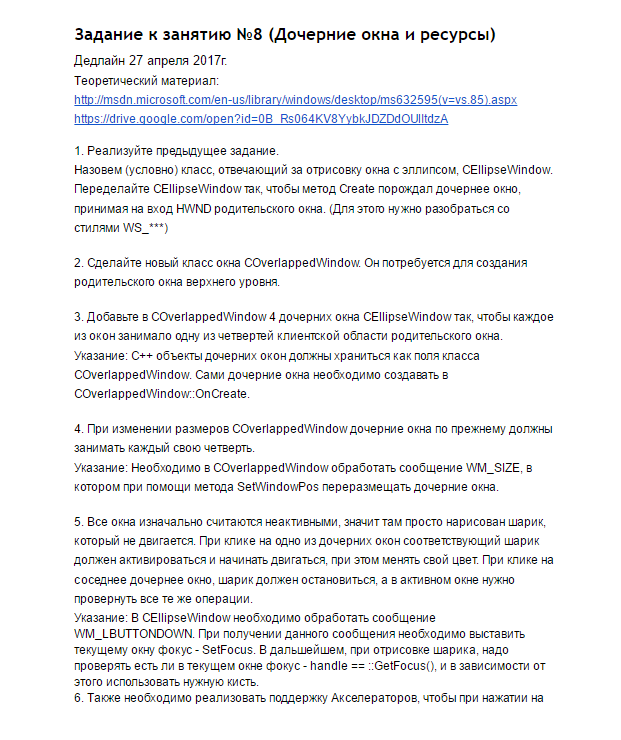 Задание к занятию №8 (Дочерние окна и ресурсы)
Дедлайн 27 апреля 2017г.
Теоретический материал:
http://msdn.microsoft.com/en-us/library/windows/desktop/ms632595(v=vs.85).aspx
https://drive.google.com/open?id=0B_Rs064KV8YybkJDZDdOUlltdzA
1. Реализуйте предыдущее задание.
Назовем (условно) класс, отвечающий за отрисовку окна с эллипсом, CEllipseWindow.
Переделайте CEllipseWindow так, чтобы метод Create порождал дочернее окно,
принимая на вход HWND родительского окна. (Для этого нужно разобраться со
стилями WS_***)
2. Сделайте новый класс окна COverlappedWindow. Он потребуется для создания
родительского окна верхнего уровня.
3. Добавьте в COverlappedWindow 4 дочерних окна CEllipseWindow так, чтобы каждое
из окон занимало одну из четвертей клиентской области родительского окна.
Указание: C++ объекты дочерних окон должны храниться как поля класса
COverlappedWindow. Сами дочерние окна необходимо создавать в
COverlappedWindow::OnCreate.
4. При изменении размеров COverlappedWindow дочерние окна по прежнему должны
занимать каждый свою четверть.
Указание: Необходимо в COverlappedWindow обработать сообщение WM_SIZE, в
котором при помощи метода SetWindowPos переразмещать дочерние окна.
5. Все окна изначально считаются неактивными, значит там просто нарисован шарик,
который не двигается. При клике на одно из дочерних окон соответствующий шарик
должен активироваться и начинать двигаться, при этом менять свой цвет. При клике на
соседнее дочернее окно, шарик должен остановиться, а в активном окне нужно
провернуть все те же операции.
Указание: В CEllipseWindow необходимо обработать сообщение
WM_LBUTTONDOWN. При получении данного сообщения необходимо выставить
текущему окну фокус - SetFocus. В дальшейшем, при отрисовке шарика, надо
проверять есть ли в текущем окне фокус - handle == ::GetFocus(), и в зависимости от
этого использовать нужную кисть.
6. Также необходимо реализовать поддержку Акселераторов, чтобы при нажатии на